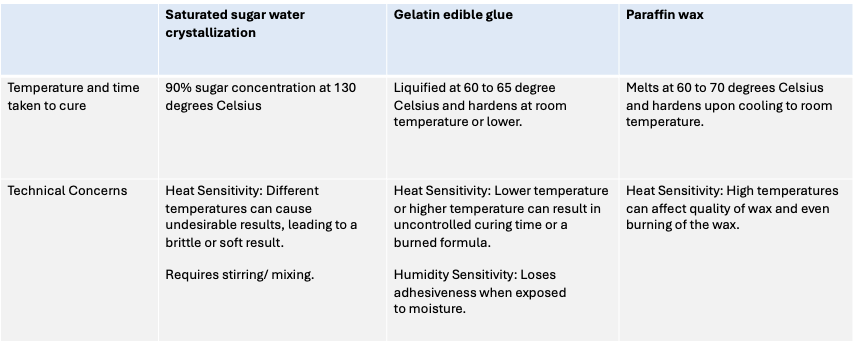 Saturated sugar water
crystallization
Gelatin edible glue
Paraffin wax
Temperature and time
taken to cure
90% sugar concentration at 130
degrees Celsius
Liquified at 60 to 65 degree
Celsius and hardens at room
temperature or lower.
Melts at 60 to 70 degrees Celsius
and hardens upon cooling to room
temperature.
Technical Concerns
Heat Sensitivity: Different
temperatures can cause
undesirable results, leading to a
brittle or soft result.
Requires stirring/ mixing.
Heat Sensitivity: Lower temperature
or higher temperature can result in
uncontrolled curing time or a
burned formula.
Humidity Sensitivity: Loses
adhesiveness when exposed
to moisture.
Heat Sensitivity: High temperatures
can affect quality of wax and even
burning of the wax.